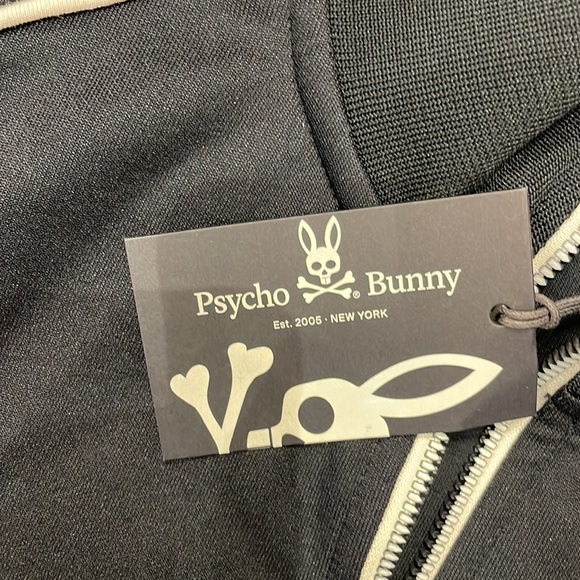 Psycho ® Bunny
Est. 2005 · NEW YORK